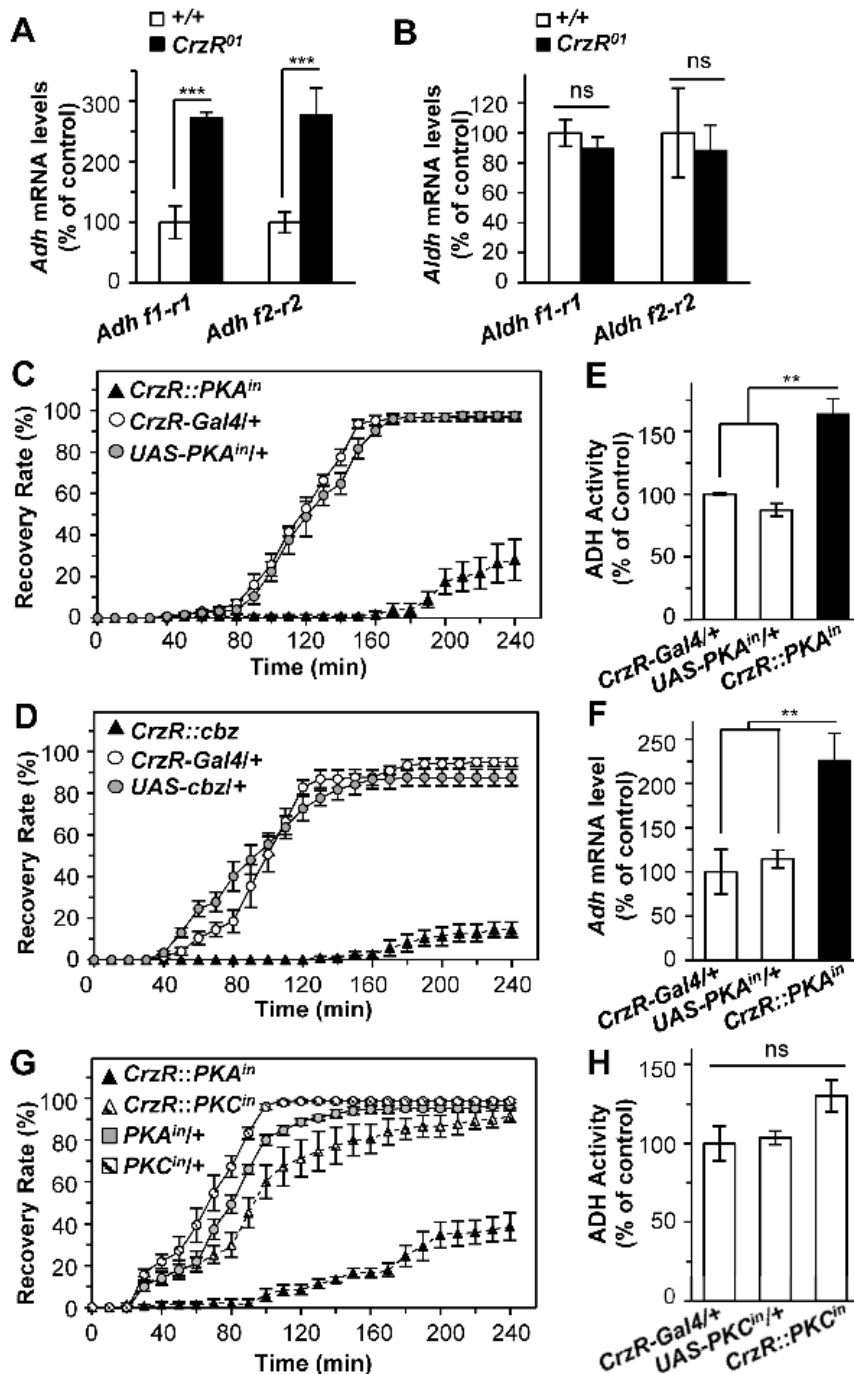 A
+/+
CrzR⁰¹
Adh mRNA levels
(% of control)
300
200
100
0
***
***
Adh f1-r1
Adh f2-r2
B
+/+
CrzR⁰¹
Aldh mRNA levels
(% of control)
120
100
80
60
40
20
0
ns
ns
Aldh f1-r1
Aldh f2-r2
C
CrzR::PKAⁱⁿ
CrzR-Gal4/+
UAS-PKAⁱⁿ/+
Recovery Rate (%)
100
80
60
40
20
0
0 40 80 120 160 200 240
Time (min)
E
ADH Activity
(% of Control)
150
100
50
0
**
CrzR-Gal4/+
UAS-PKAⁱⁿ/+
CrzR::PKAⁱⁿ
D
CrzR::cbz
CrzR-Gal4/+
UAS-cbz/+
Recovery Rate (%)
100
80
60
40
20
0
0 40 80 120 160 200 240
Time (min)
F
Adh mRNA level
(% of control)
250
200
150
100
50
0
**
CrzR-Gal4/+
UAS-PKAⁱⁿ/+
CrzR::PKAⁱⁿ
G
CrzR::PKAⁱⁿ
CrzR::PKCⁱⁿ
PKAⁱⁿ/+
PKCⁱⁿ/+
Recovery Rate (%)
100
80
60
40
20
0
0 40 80 120 160 200 240
Time (min)
H
ADH Activity
(% of control)
150
100
50
0
ns
CrzR-Gal4/+
UAS-PKCⁱⁿ/+
CrzR::PKCⁱⁿ